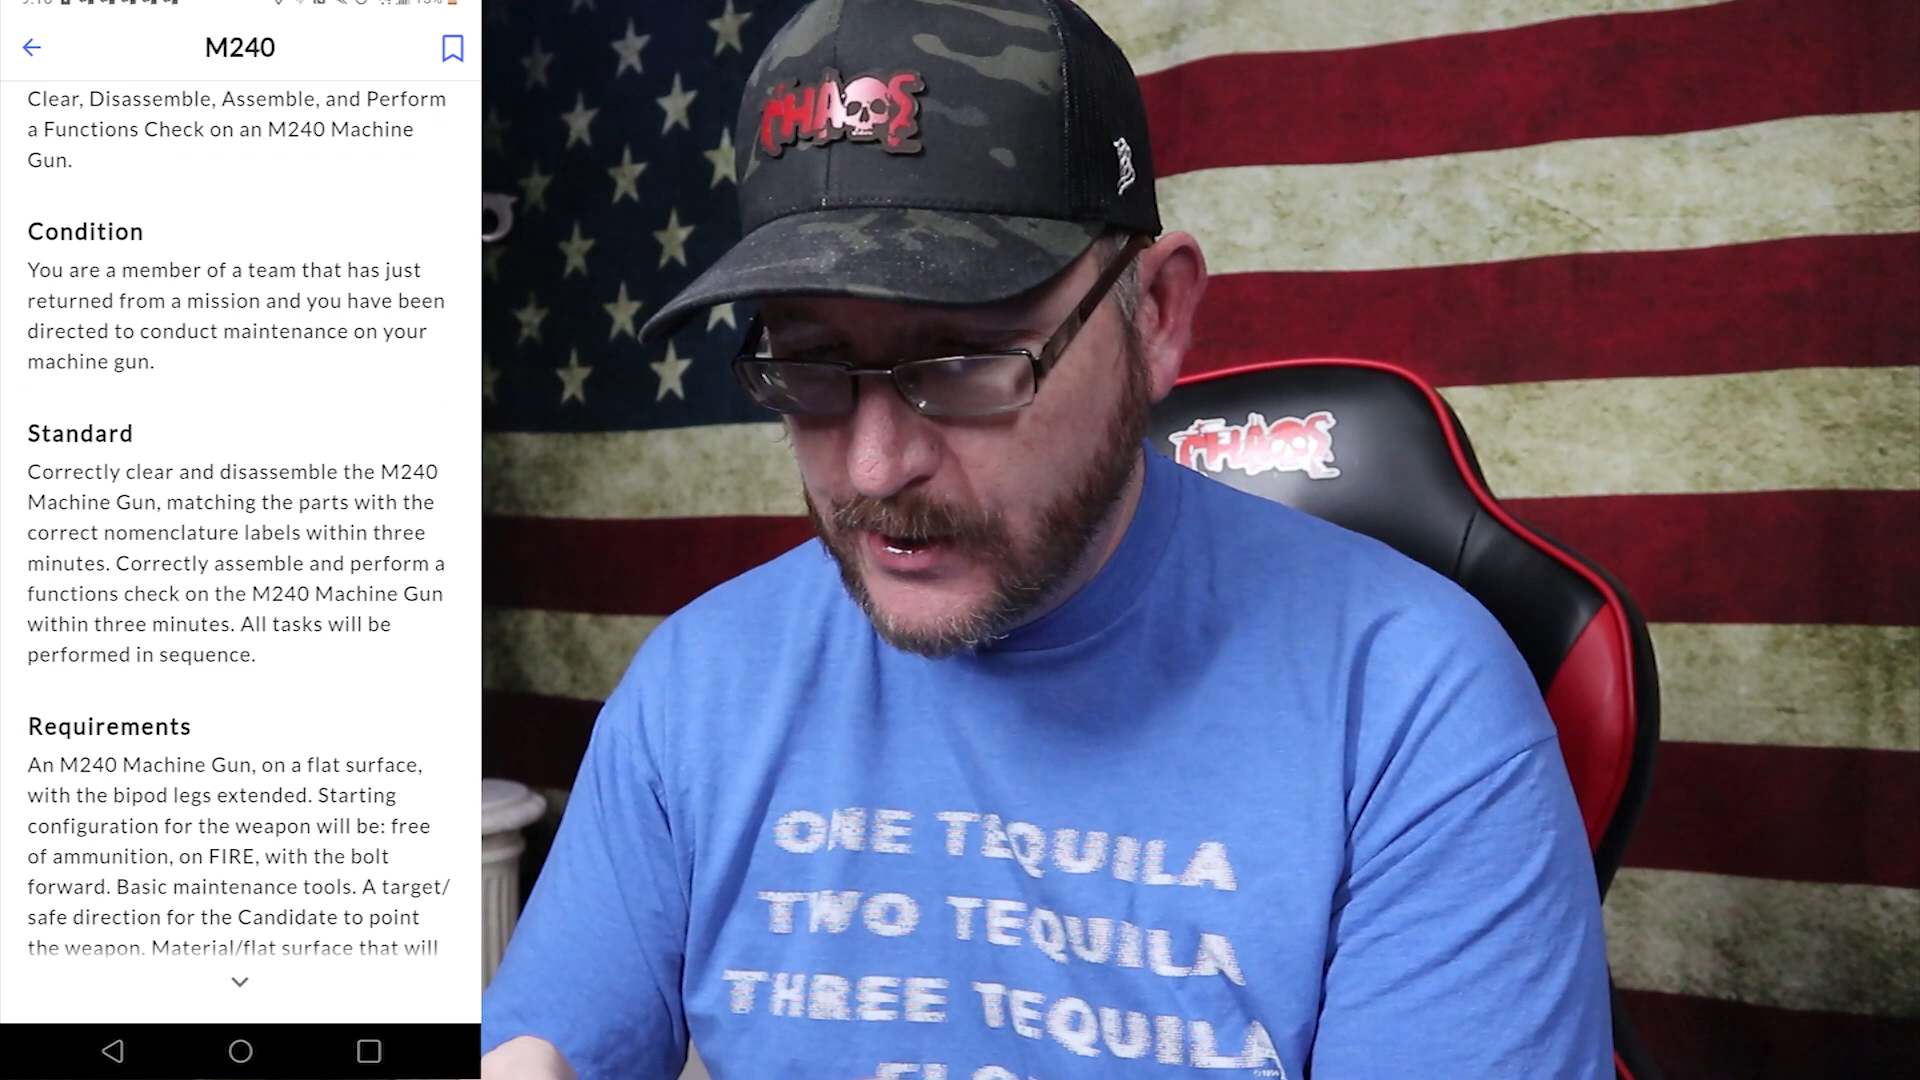 M240
Clear, Disassemble, Assemble, and Perform
a Functions Check on an M240 Machine
Gun.
Condition
You are a member of a team that has just
returned from a mission and you have been
directed to conduct maintenance on your
machine gun.
Standard
Correctly clear and disassemble the M240
Machine Gun, matching the parts with the
correct nomenclature labels within three
minutes. Correctly assemble and perform a
functions check on the M240 Machine Gun
within three minutes. All tasks will be
performed in sequence.
Requirements
An M240 Machine Gun, on a flat surface,
with the bipod legs extended. Starting
configuration for the weapon will be: free
of ammunition, on FIRE, with the bolt
forward. Basic maintenance tools. A target/
safe direction for the Candidate to point
the weapon. Material/flat surface that will
CHAOS
CHAOS
ONE TEQUILA
TWO TEQUILA
THREE TEQUILA